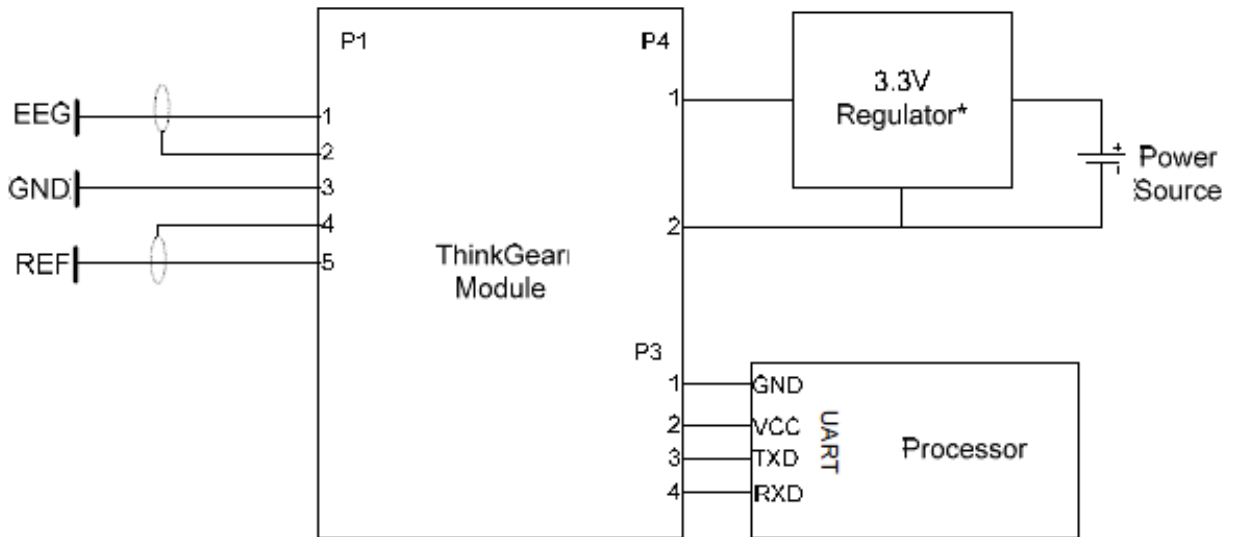 P1
P4
EEG
GND
REF
1
2
3
4
5
ThinkGear
Module
1
2
3.3V
Regulator*
+
-
Power
Source
P3
1
2
3
4
GND
VCC
TXD
RXD
UART
Processor